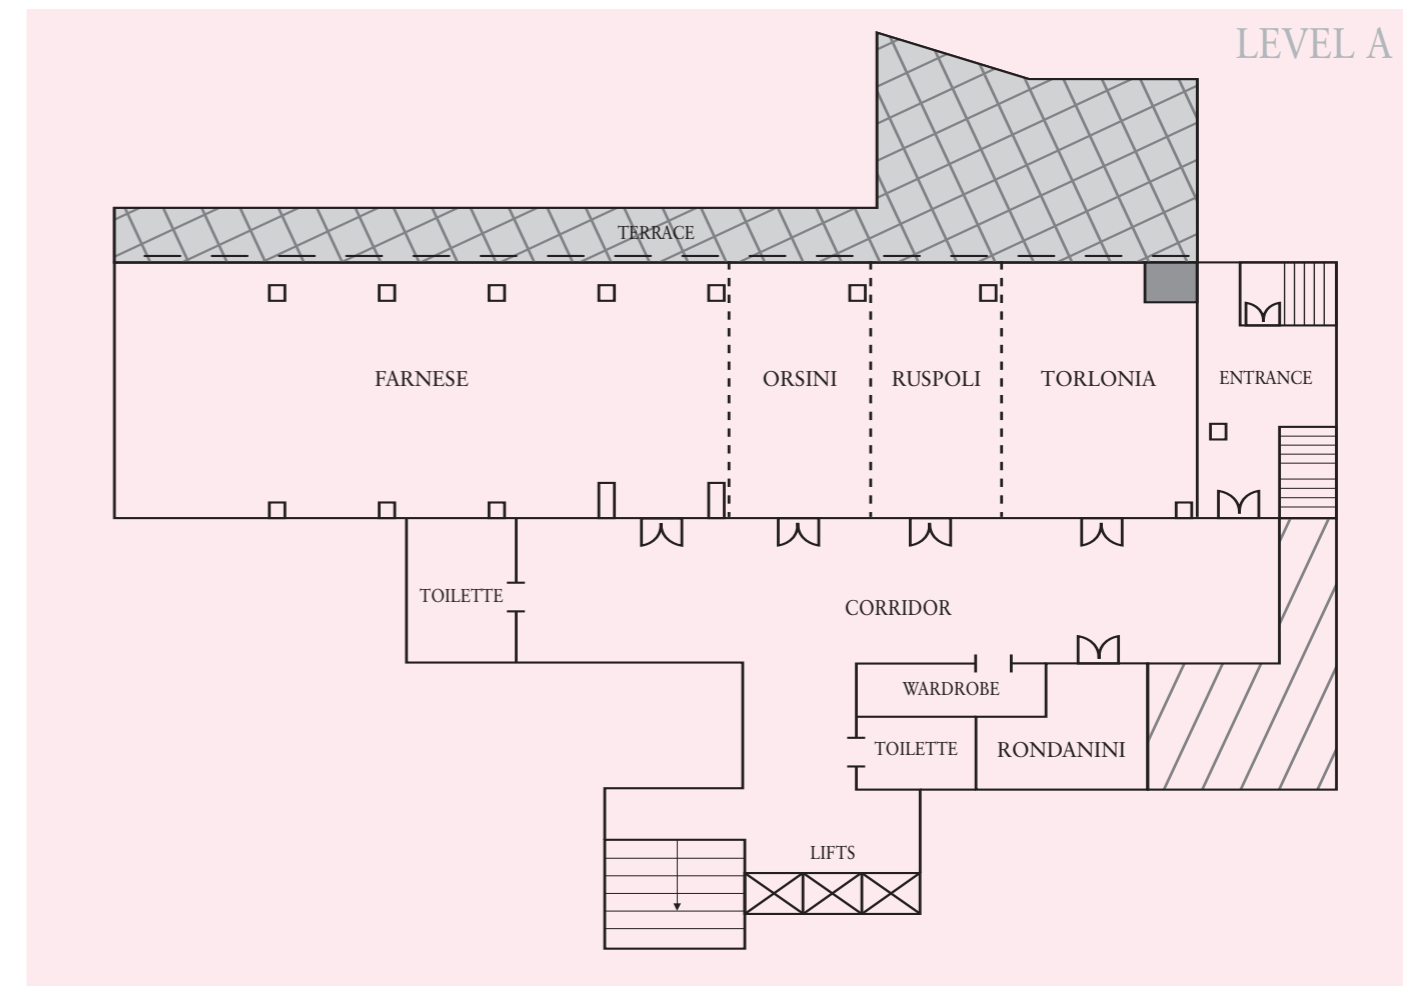 LEVEL A
TERRACE
FARNESE
ORSINI
RUSPOLI
TORLONIA
ENTRANCE
TOILETTE
CORRIDOR
WARDROBE
TOILETTE
RONDANINI
LIFTS